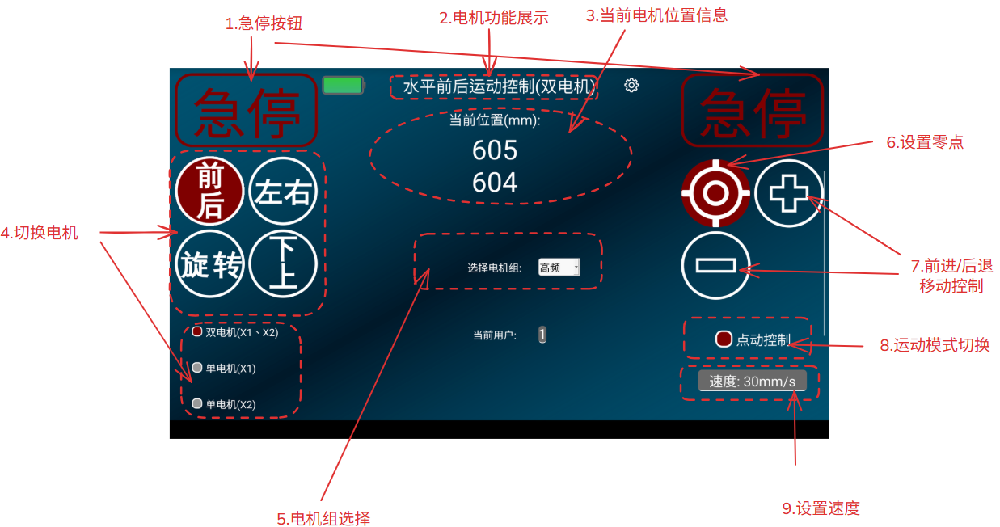 1.急停按钮
2.电机功能展示
3.当前电机位置信息
急停
水平前后运动控制(双电机)
急停
当前位置(mm):
605
604
6.设置零点
前
后
左右
4.切换电机
旋转
下
上
选择电机组:
高频
7.前进/后退
移动控制
双电机(X1、X2)
当前用户:
1
点动控制
8.运动模式切换
单电机(X1)
速度: 30mm/s
单电机(X2)
5.电机组选择
9.设置速度